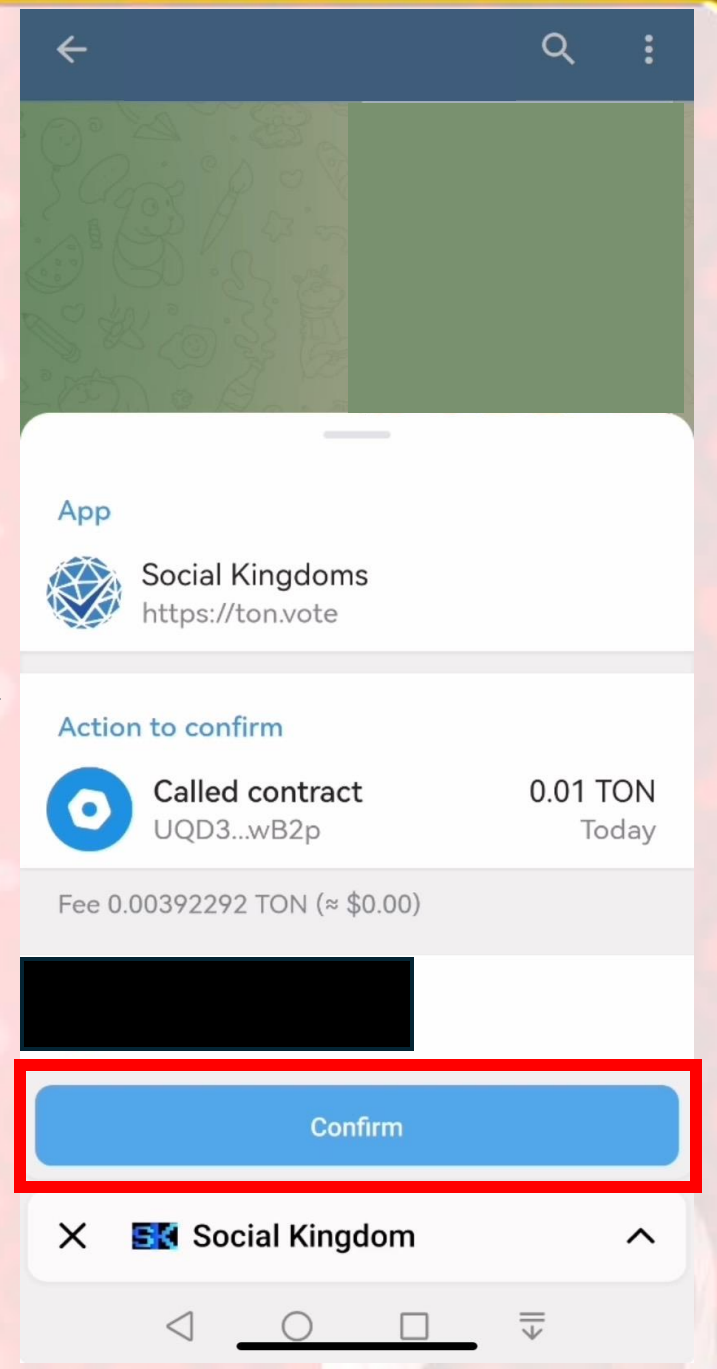 App
Social Kingdoms
https://ton.vote
Action to confirm
Called contract 0.01 TON
UQD3...wB2p Today
Fee 0.00392292 TON (≈ $0.00)
Confirm
SK Social Kingdom